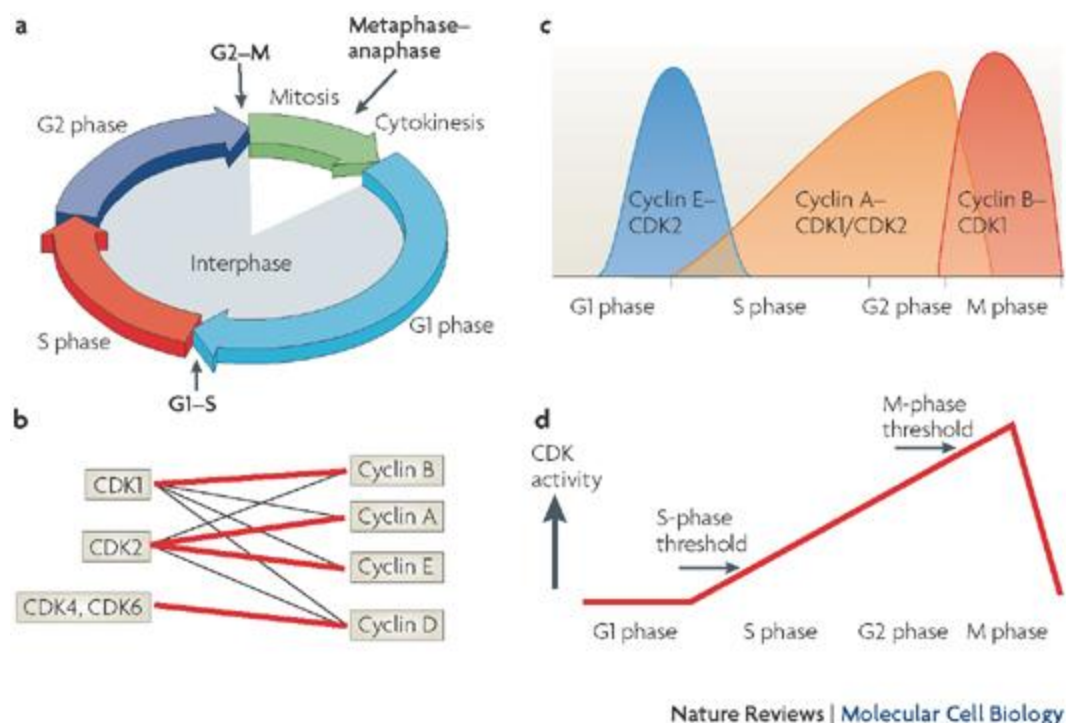 a
G2–M
Metaphase–
anaphase
Mitosis
Cytokinesis
G2 phase
Interphase
S phase
G1 phase
G1–S
b
CDK1
CDK2
CDK4, CDK6
Cyclin B
Cyclin A
Cyclin E
Cyclin D
c
Cyclin E–
CDK2
Cyclin A–
CDK1/CDK2
Cyclin B–
CDK1
G1 phase
S phase
G2 phase
M phase
d
CDK
activity
S-phase
threshold
M-phase
threshold
G1 phase
S phase
G2 phase
M phase
Nature Reviews | Molecular Cell Biology